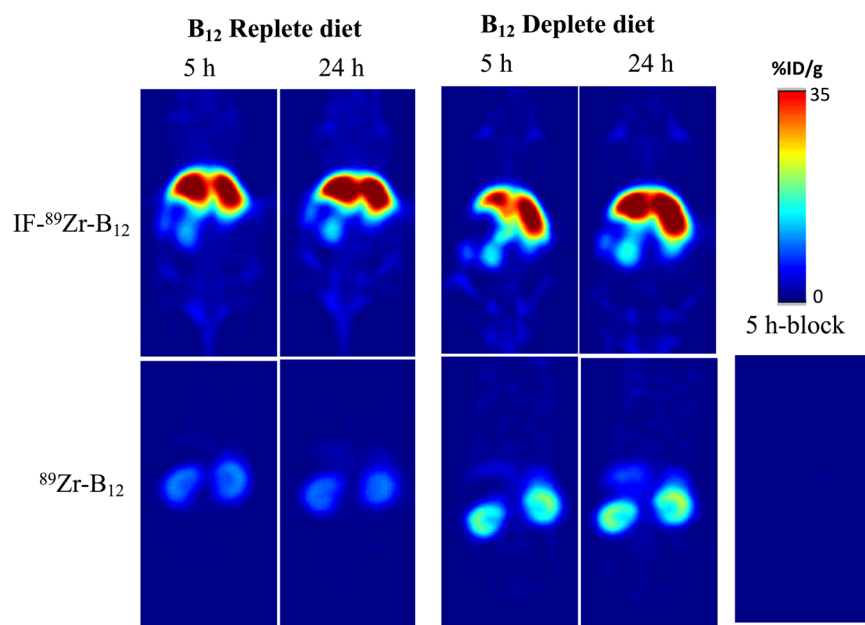 B₁₂ Replete diet
B₁₂ Deplete diet
5 h
24 h
5 h
24 h
%ID/g
35
0
IF-⁸⁹Zr-B₁₂
5 h-block
⁸⁹Zr-B₁₂